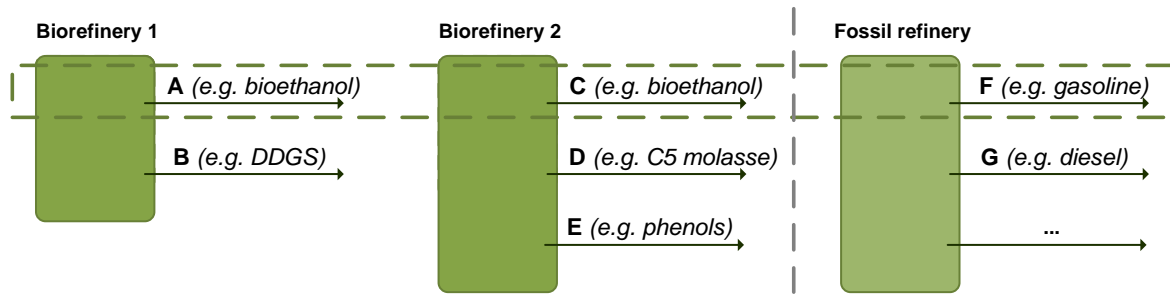 Biorefinery 1
Biorefinery 2
Fossil refinery
A (e.g. bioethanol)
C (e.g. bioethanol)
F (e.g. gasoline)
B (e.g. DDGS)
D (e.g. C5 molasse)
G (e.g. diesel)
E (e.g. phenols)
...